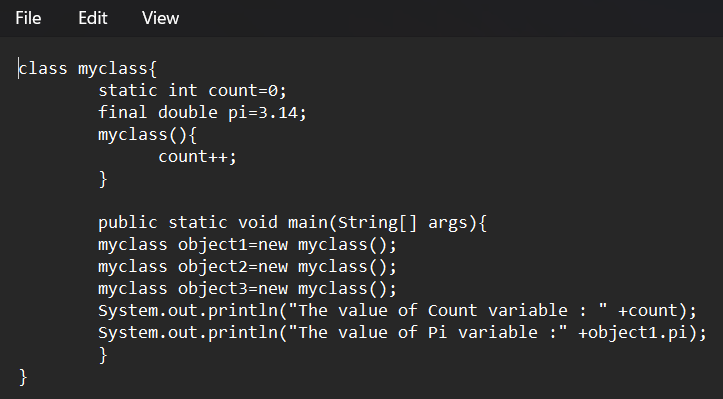 File Edit View
class myclass{
static int count=0;
final double pi=3.14;
myclass(){
count++;
}
public static void main(String[] args){
myclass object1=new myclass();
myclass object2=new myclass();
myclass object3=new myclass();
System.out.println("The value of Count variable : " +count);
System.out.println("The value of Pi variable :" +object1.pi);
}
}